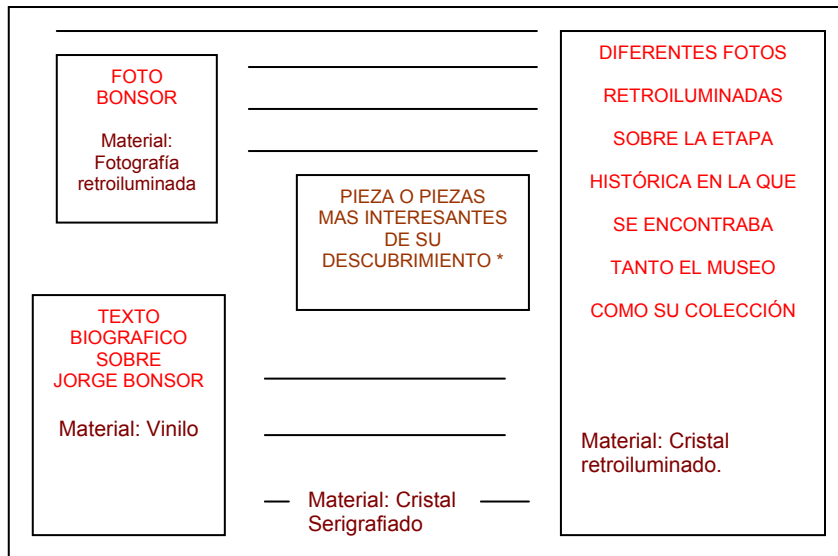 FOTO
BONSOR
Material:
Fotografía
retroiluminada
TEXTO
BIOGRAFICO
SOBRE
JORGE BONSOR
Material: Vinilo
PIEZA O PIEZAS
MAS INTERESANTES
DE SU
DESCUBRIMIENTO *
Material: Cristal
Serigrafiado
DIFERENTES FOTOS
RETROILUMINADAS
SOBRE LA ETAPA
HISTÓRICA EN LA QUE
SE ENCONTRABA
TANTO EL MUSEO
COMO SU COLECCIÓN
Material: Cristal
retroiluminado.